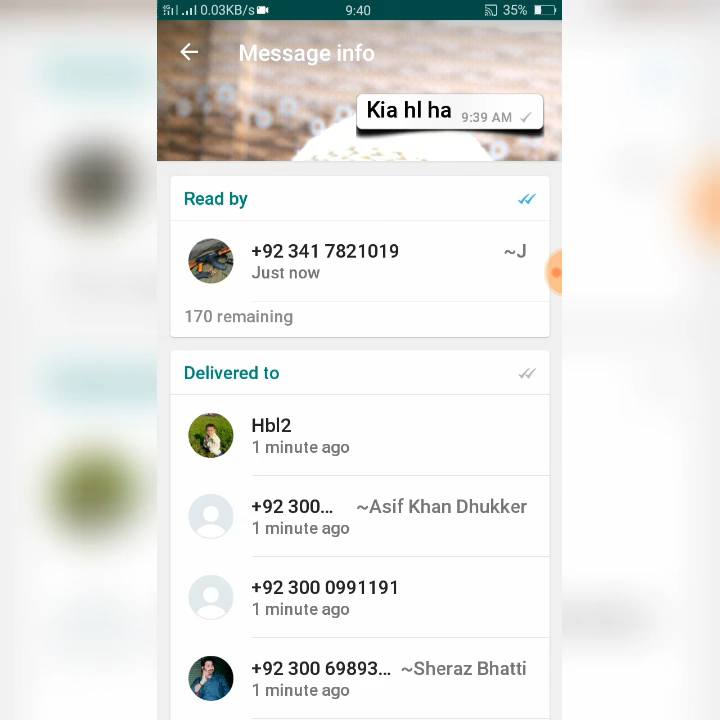 0.03KB/s 9:40 35%
Message info
Kia hl ha 9:39 AM
Read by
+92 341 7821019 ~J
Just now
170 remaining
Delivered to
Hbl2
1 minute ago
+92 300... ~Asif Khan Dhukker
1 minute ago
+92 300 0991191
1 minute ago
+92 300 69893... ~Sheraz Bhatti
1 minute ago